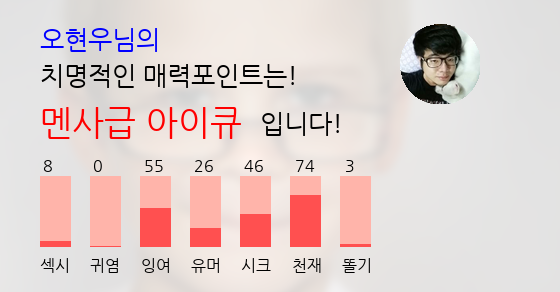 오현우님의
치명적인 매력포인트는!
멘사급 아이큐 입니다!
8 0 55 26 46 74 3
섹시 귀염 잉여 유머 시크 천재 똘기